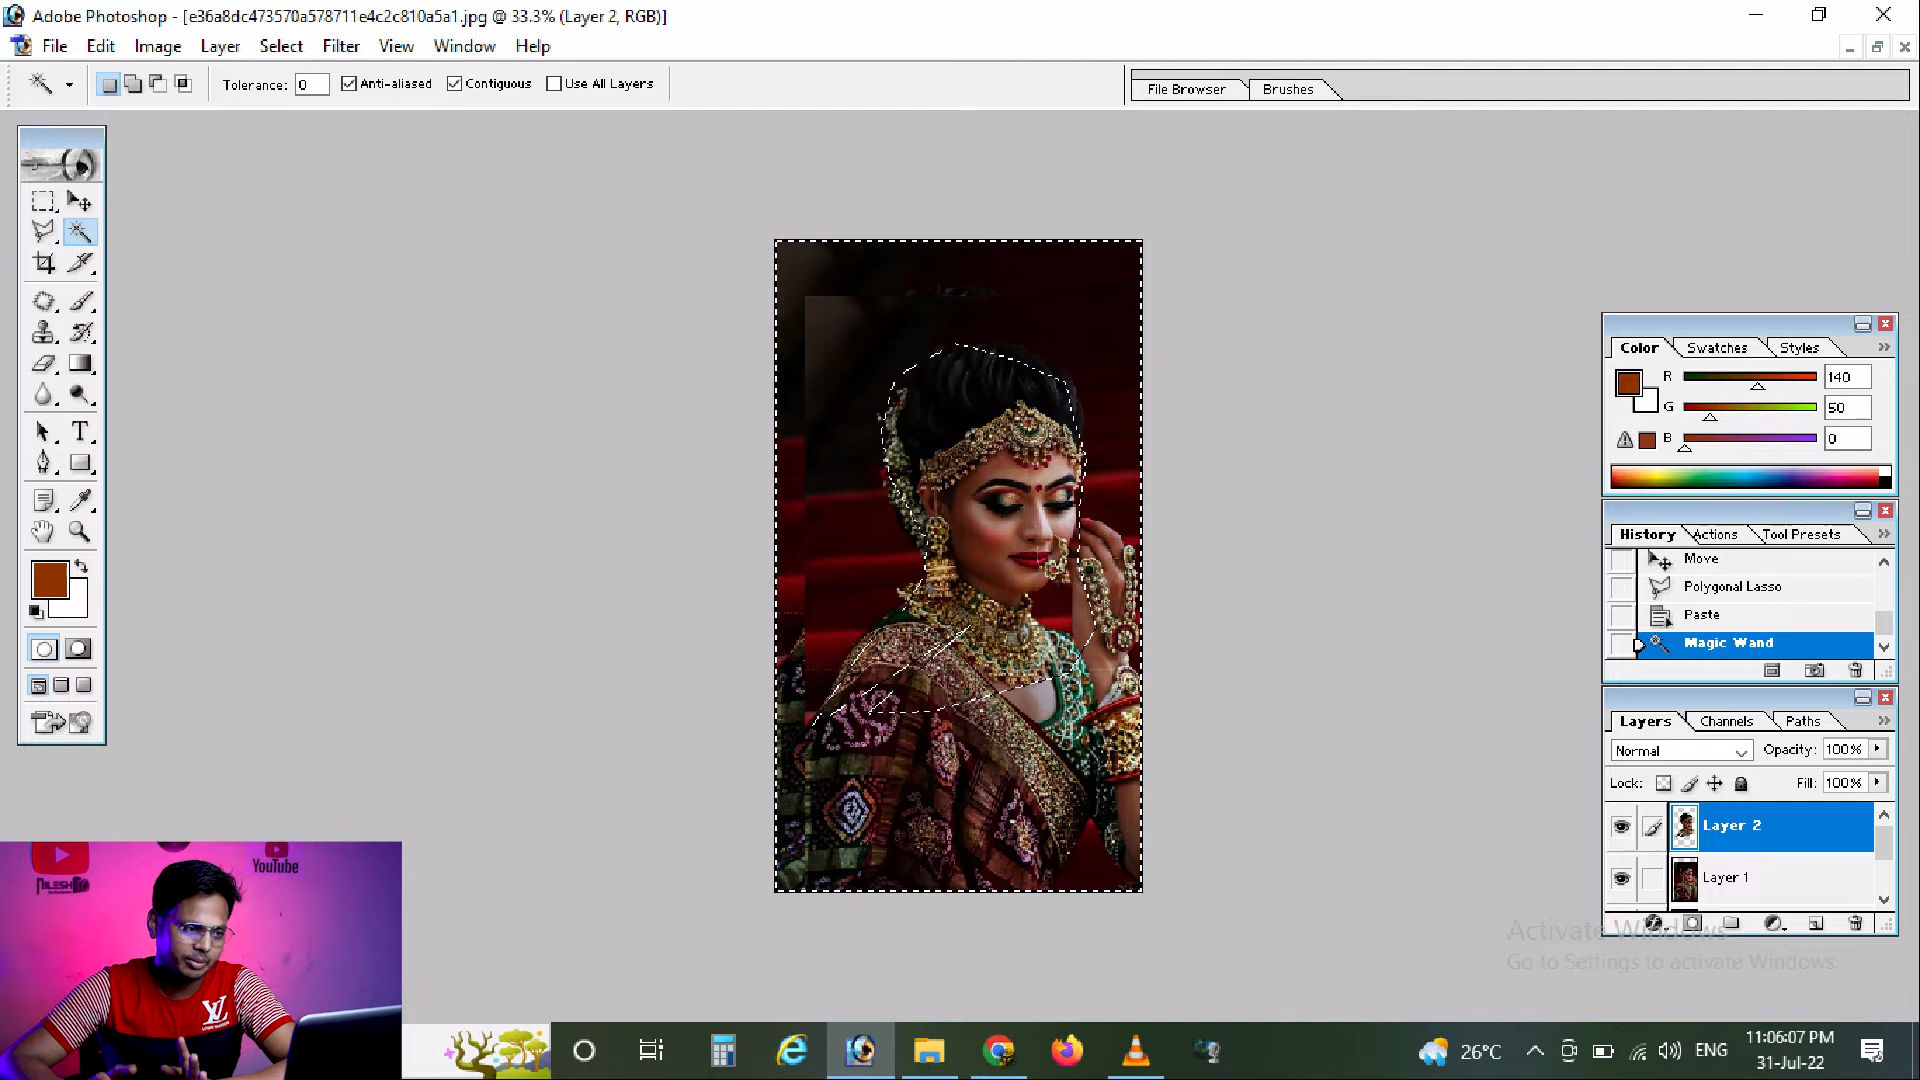 Adobe Photoshop - [e36a8dc473570a578711e4c2c810a5a1.jpg @ 33.3% (Layer 2, RGB)]
File Edit Image Layer Select Filter View Window Help
Tolerance: 0 Anti-aliased Contiguous Use All Layers
File Browser Brushes
Color Swatches Styles
R 140
G 50
B 0
History Actions Tool Presets
Move
Polygonal Lasso
Paste
Magic Wand
Layers Channels Paths
Normal Opacity: 100%
Lock: Fill: 100%
Layer 2
Layer 1
Activate Windows
Go to Settings to activate Windows.
YouTube
NILESH
LV
26°C ENG 11:06:07 PM
31-Jul-22